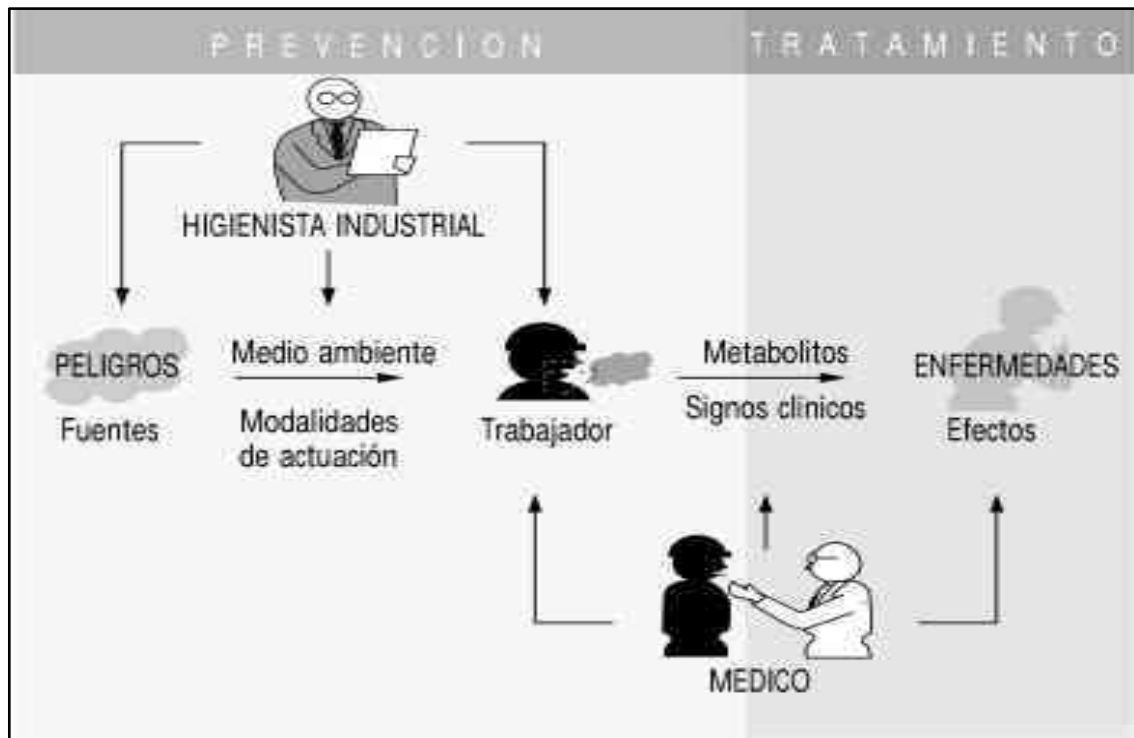 PREVENCION
TRATAMIENTO
HIGIENISTA INDUSTRIAL
PELIGROS
Fuentes
Medio ambiente
Modalidades
de actuación
Trabajador
Metabolitos
Signos clínicos
ENFERMEDADES
Efectos
MEDICO